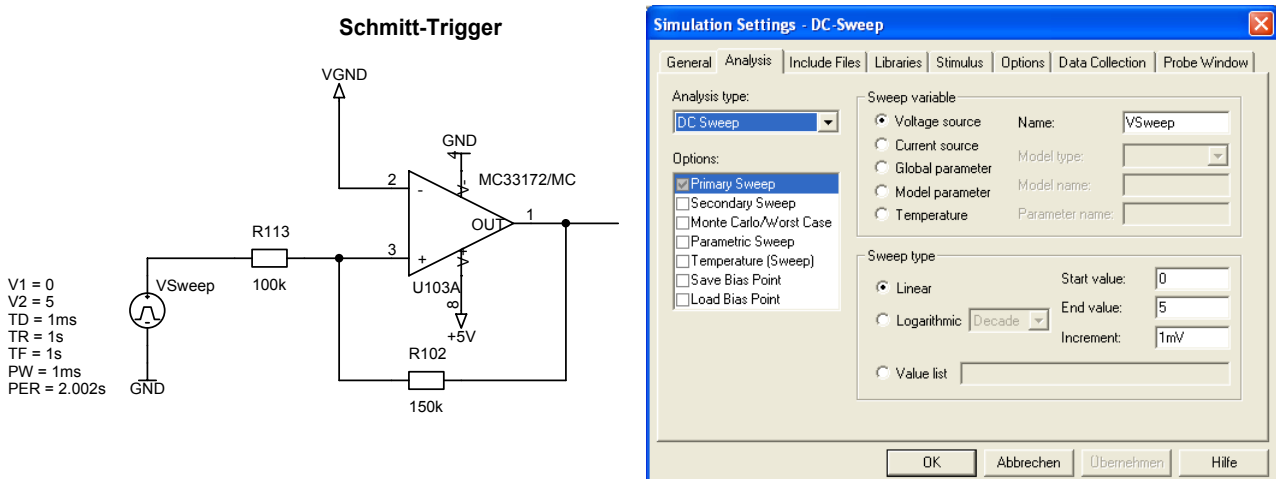 Schmitt-Trigger
VGND
GND
4
V-
MC33172/MC
2
-
1
OUT
R113
3
+
V+
U103A
100k
8
+5V
V1 = 0
V2 = 5
TD = 1ms
TR = 1s
TF = 1s
PW = 1ms
PER = 2.002s
VSweep
GND
R102
150k
Simulation Settings - DC-Sweep
General Analysis Include Files Libraries Stimulus Options Data Collection Probe Window
Analysis type:
DC Sweep
Options:
Primary Sweep
Secondary Sweep
Monte Carlo/Worst Case
Parametric Sweep
Temperature (Sweep)
Save Bias Point
Load Bias Point
Sweep variable
Voltage source
Current source
Global parameter
Model parameter
Temperature
Name: VSweep
Model type:
Model name:
Parameter name:
Sweep type
Linear
Logarithmic Decade
Value list
Start value: 0
End value: 5
Increment: 1mV
OK Abbrechen Übernehmen Hilfe